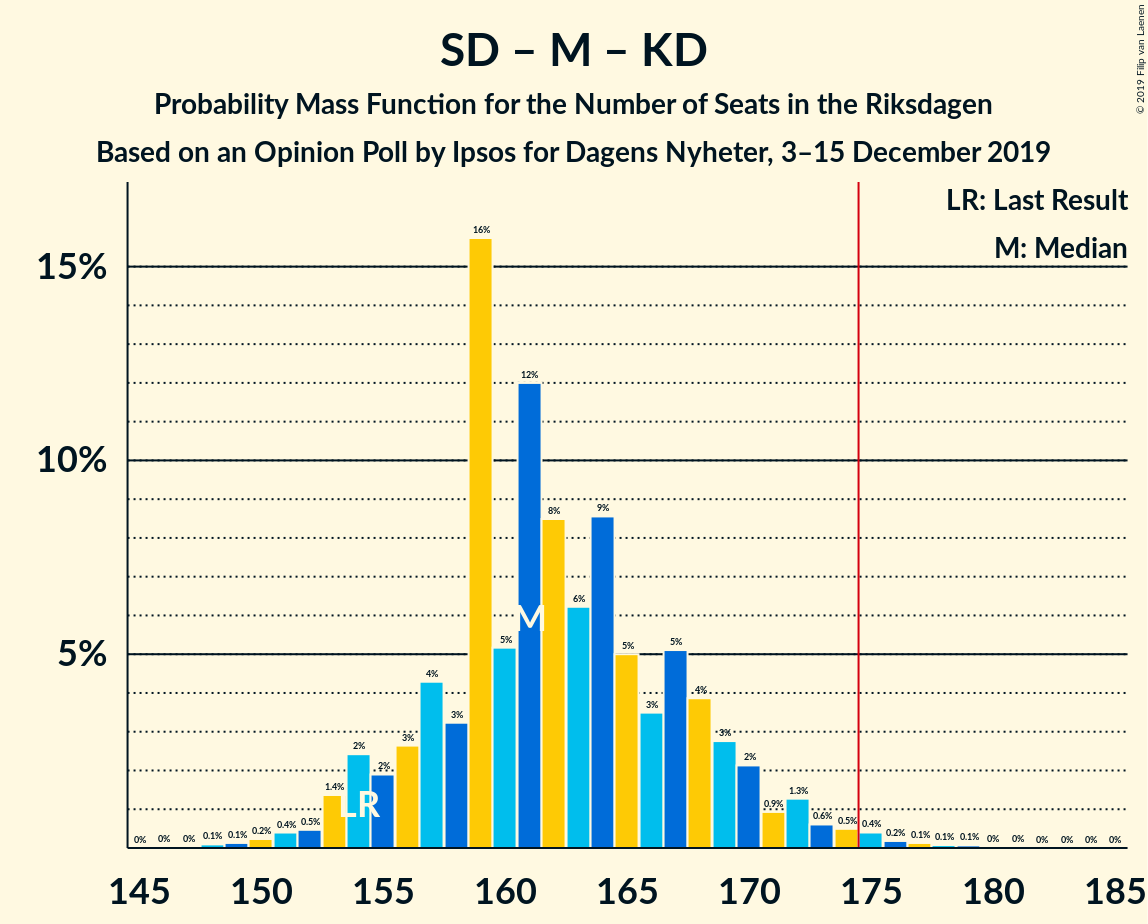 SD – M – KD
Probability Mass Function for the Number of Seats in the Riksdagen
Based on an Opinion Poll by Ipsos for Dagens Nyheter, 3–15 December 2019
© 2019 Filip van Laenen
LR: Last Result
M: Median
15%
10%
5%
0% 0% 0% 0.1% 0.1% 0.2% 0.4% 0.5% 1.4% 2% 2% 3% 4% 3% 16% 5% 12% 8% 6% 9% 5% 3% 5% 4% 3% 2% 0.9% 1.3% 0.6% 0.5% 0.4% 0.2% 0.1% 0.1% 0.1% 0% 0% 0% 0% 0% 0%
M
LR
145 150 155 160 165 170 175 180 185